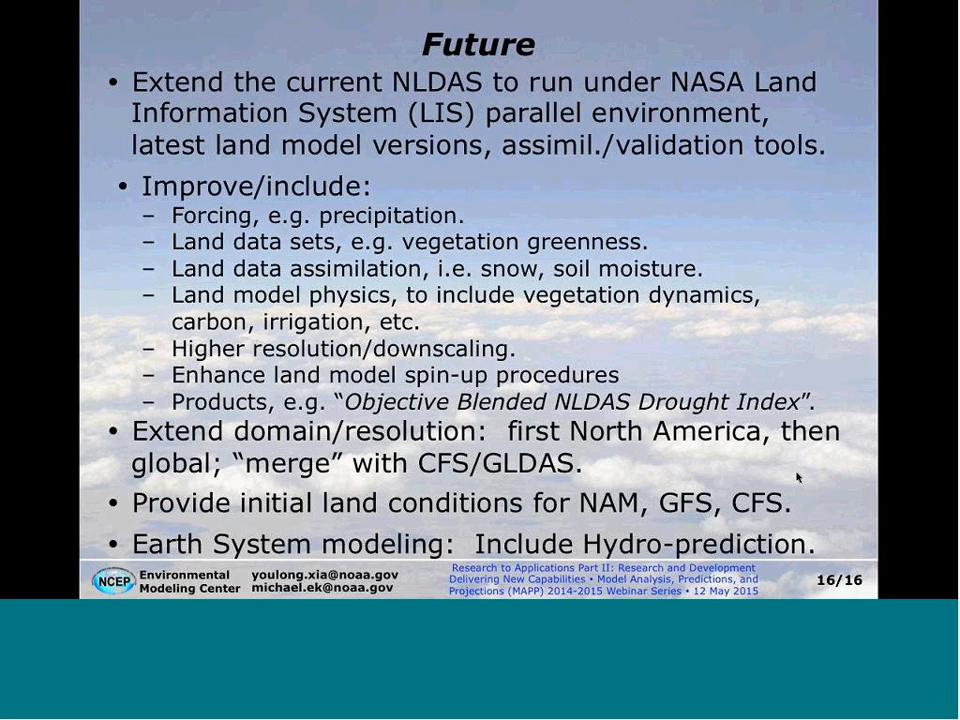 Future
• Extend the current NLDAS to run under NASA Land
Information System (LIS) parallel environment,
latest land model versions, assimil./validation tools.
• Improve/include:
– Forcing, e.g. precipitation.
– Land data sets, e.g. vegetation greenness.
– Land data assimilation, i.e. snow, soil moisture.
– Land model physics, to include vegetation dynamics,
carbon, irrigation, etc.
– Higher resolution/downscaling.
– Enhance land model spin-up procedures
– Products, e.g. “Objective Blended NLDAS Drought Index”.
• Extend domain/resolution: first North America, then
global; “merge” with CFS/GLDAS.
• Provide initial land conditions for NAM, GFS, CFS.
• Earth System modeling: Include Hydro-prediction.
NCEP
Environmental
Modeling Center
youlong.xia@noaa.gov
michael.ek@noaa.gov
Research to Applications Part II: Research and Development
Delivering New Capabilities • Model Analysis, Predictions, and
Projections (MAPP) 2014-2015 Webinar Series • 12 May 2015
16/16